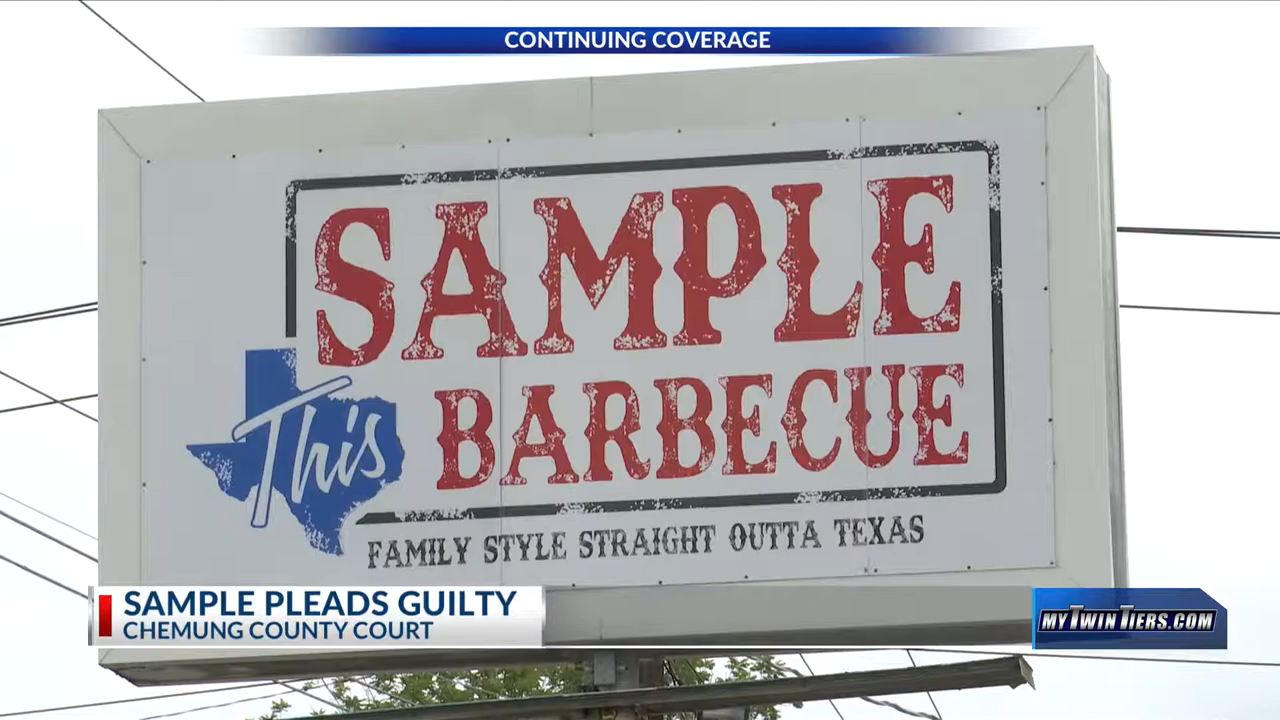 CONTINUING COVERAGE
SAMPLE
This
BARBECUE
FAMILY STYLE STRAIGHT OUTTA TEXAS
SAMPLE PLEADS GUILTY
CHEMUNG COUNTY COURT
MYTWINTIERS.COM